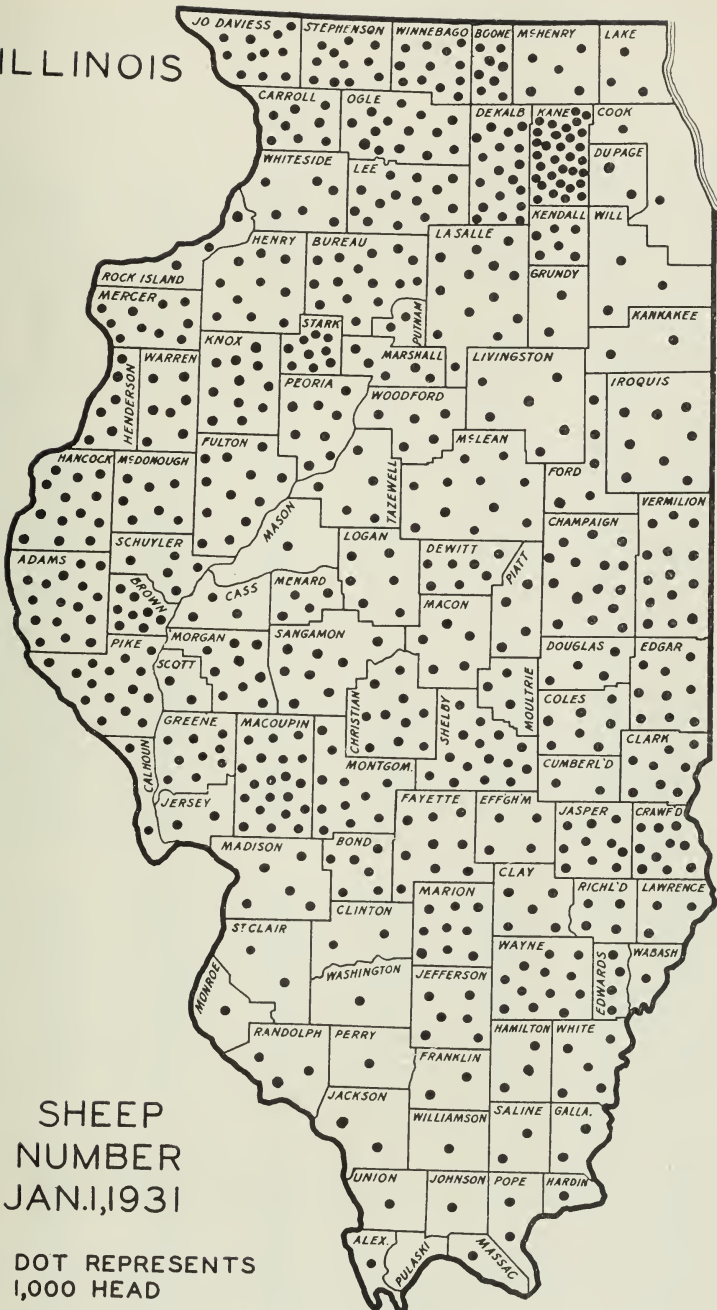 ILLINOIS
JO DAVIESS
STEPHENSON
WINNEBAGO
BOONE
McHENRY
LAKE
CARROLL
OGLE
DEKALB
KANE
COOK
DU PAGE
WHITESIDE
LEE
KENDALL
WILL
HENRY
BUREAU
LASALLE
GRUNDY
ROCK ISLAND
MERCER
PUTNAM
KANKAKEE
KNOX
STARK
MARSHALL
WARREN
HENDERSON
PEORIA
LIVINGSTON
IROQUIS
WOODFORD
FULTON
McLEAN
HANCOCK
McDONOUGH
TAZEWELL
FORD
VERMILION
MASON
CHAMPAIGN
SCHUYLER
LOGAN
DEWITT
PIATT
ADAMS
BROWN
CASS
MENARD
MACON
PIKE
MORGAN
SANGAMON
DOUGLAS
EDGAR
SCOTT
CHRISTIAN
SHELBY
MOULTRIE
COLES
GREENE
MACOUPIN
CLARK
CALHOUN
MONTGOM.
CUMBERL'D
JERSEY
FAYETTE
EFF'GH'M
JASPER
CRAWF'D
MADISON
BOND
CLAY
RICHL'D
LAWRENCE
MARION
CLINTON
ST CLAIR
WAYNE
EDWARDS
WABASH
MONROE
WASHINGTON
JEFFERSON
RANDOLPH
PERRY
HAMILTON
WHITE
FRANKLIN
JACKSON
WILLIAMSON
SALINE
GALLA.
UNION
JOHNSON
POPE
HARDIN
ALEX.
PULASKI
MASSAC
SHEEP
NUMBER
JAN.1,1931
DOT REPRESENTS
1,000 HEAD